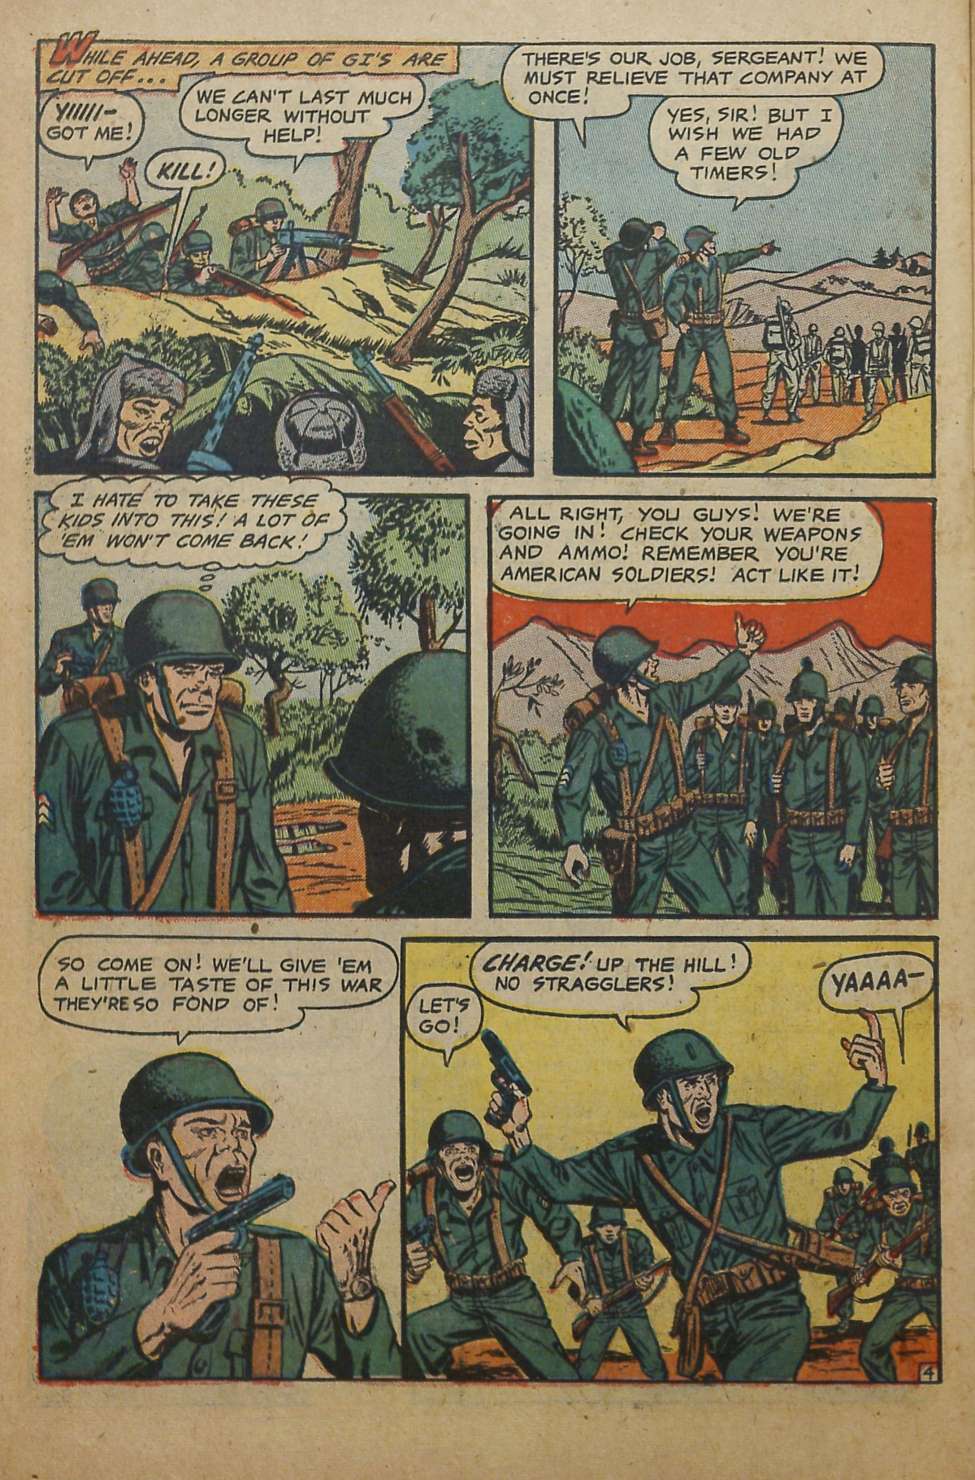 WHILE AHEAD, A GROUP OF GI'S ARE
CUT OFF...
YIIIII-
GOT ME!
KILL!
WE CAN'T LAST MUCH
LONGER WITHOUT
HELP!
THERE'S OUR JOB, SERGEANT! WE
MUST RELIEVE THAT COMPANY AT
ONCE!
YES, SIR! BUT I
WISH WE HAD
A FEW OLD
TIMERS!
I HATE TO TAKE THESE
KIDS INTO THIS! A LOT OF
'EM WON'T COME BACK!
ALL RIGHT, YOU GUYS! WE'RE
GOING IN! CHECK YOUR WEAPONS
AND AMMO! REMEMBER YOU'RE
AMERICAN SOLDIERS! ACT LIKE IT!
SO COME ON! WE'LL GIVE 'EM
A LITTLE TASTE OF THIS WAR
THEY'RE SO FOND OF!
LET'S
GO!
CHARGE! UP THE HILL!
NO STRAGGLERS!
YAAAA-
4